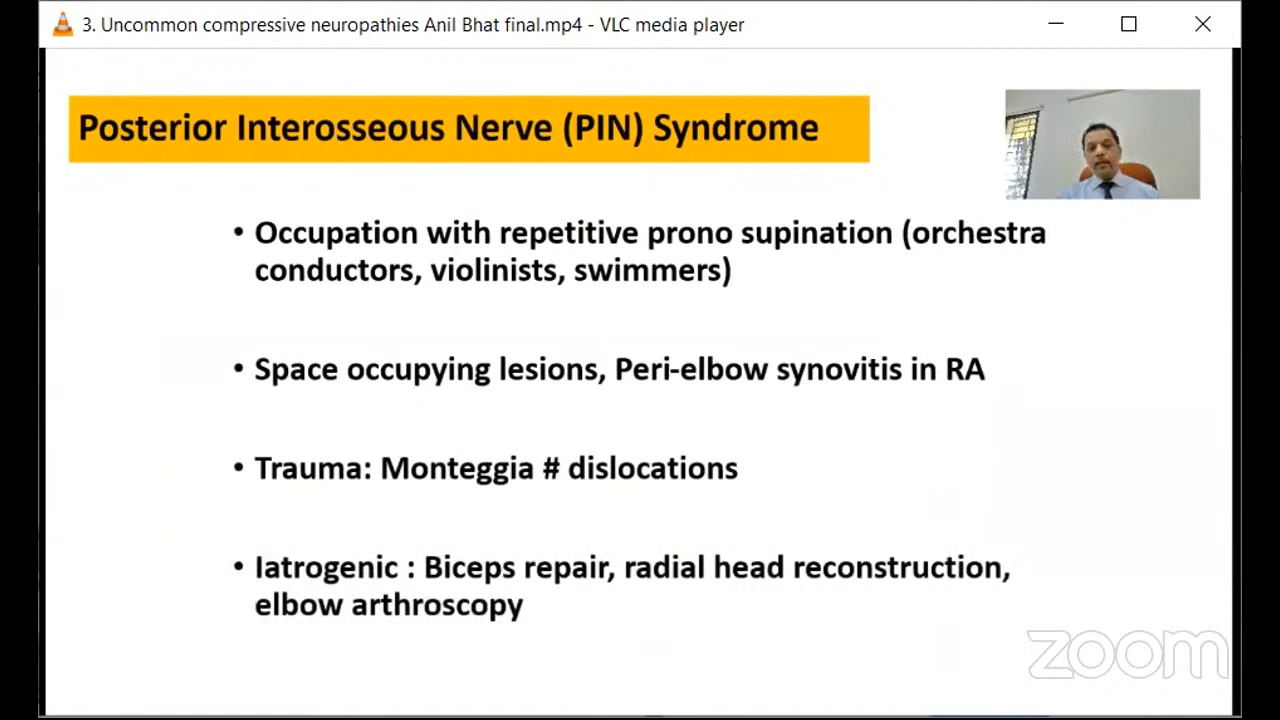 3. Uncommon compressive neuropathies Anil Bhat final.mp4 - VLC media player
Posterior Interosseous Nerve (PIN) Syndrome
• Occupation with repetitive prono supination (orchestra
conductors, violinists, swimmers)
• Space occupying lesions, Peri-elbow synovitis in RA
• Trauma: Monteggia # dislocations
• Iatrogenic : Biceps repair, radial head reconstruction,
elbow arthroscopy
zoom